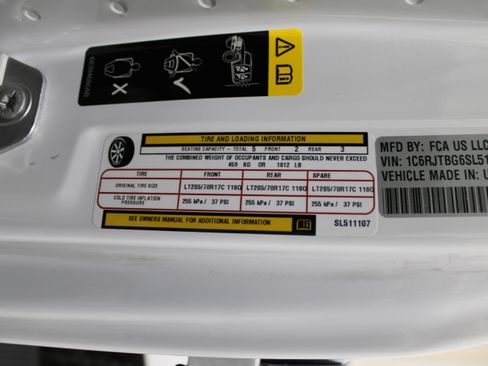 68396605AB
TIRE AND LOADING INFORMATION
SEATING CAPACITY - TOTAL 5 FRONT 2 REAR 3
THE COMBINED WEIGHT OF OCCUPANTS AND CARGO SHOULD NEVER EXCEED
459 KG OR 1012 LB
TIRE FRONT REAR SPARE
ORIGINAL TIRE SIZE LT285/70R17C 116Q LT285/70R17C 116Q LT285/70R17C 116Q
COLD TIRE INFLATION PRESSURE 255 kPa / 37 PSI 255 kPa / 37 PSI 255 kPa / 37 PSI
SEE OWNERS MANUAL FOR ADDITIONAL INFORMATION
SL511107
MFD BY: FCA US LLC
VIN: 1C6RJTBG6SL51
VEHICLE MADE IN: U